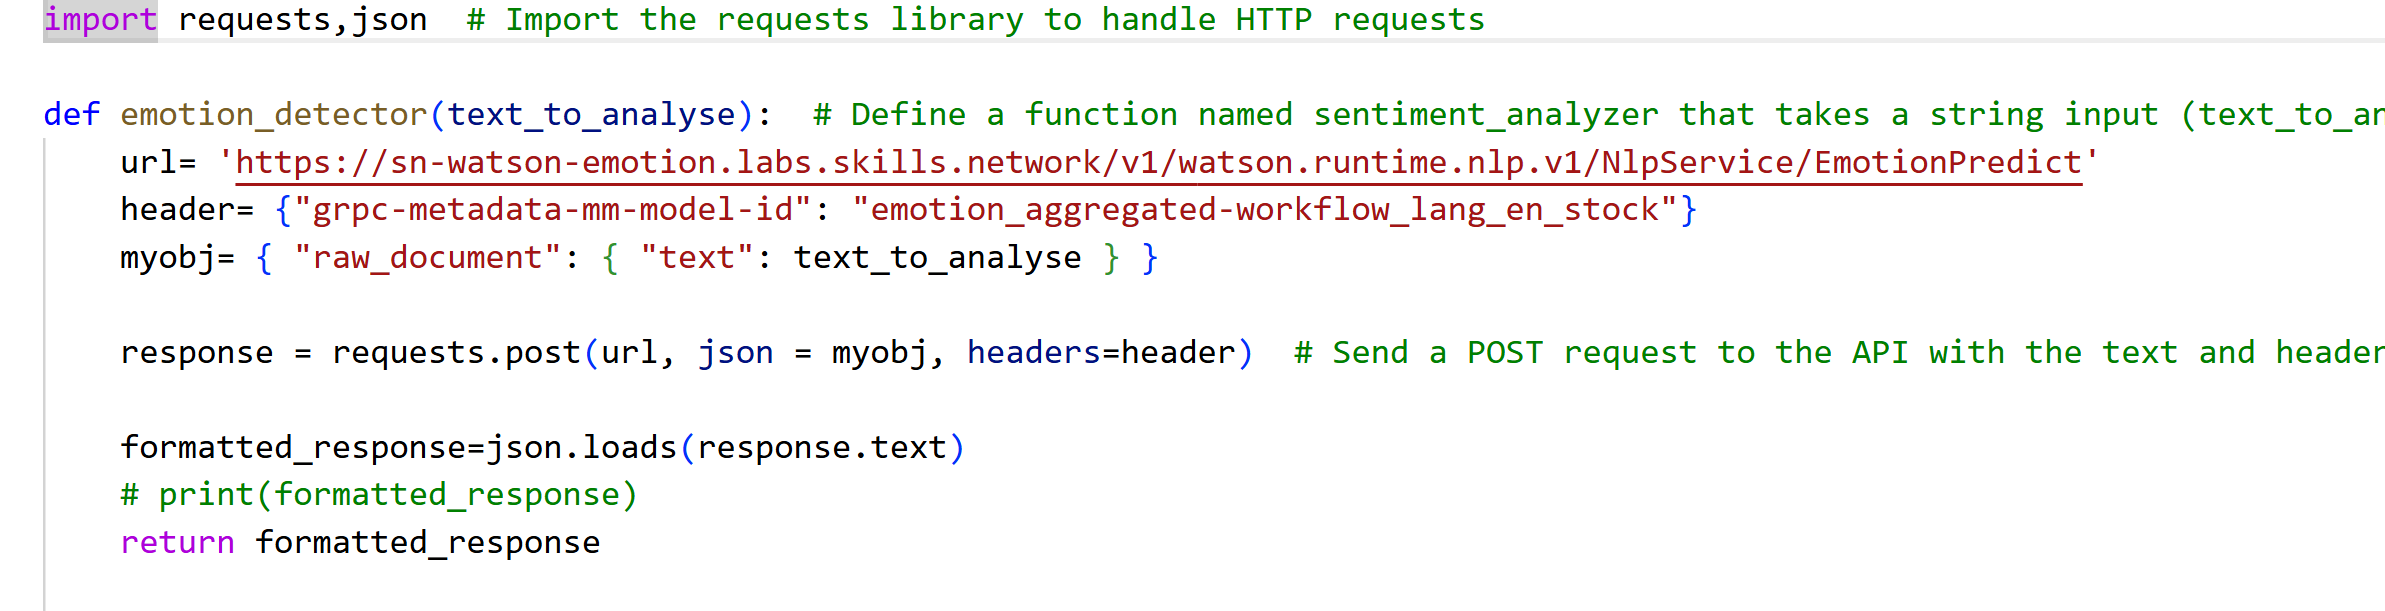 import requests,json  # Import the requests library to handle HTTP requests
def emotion_detector(text_to_analyse):  # Define a function named sentiment_analyzer that takes a string input (text_to_an
    url= 'https://sn-watson-emotion.labs.skills.network/v1/watson.runtime.nlp.v1/NlpService/EmotionPredict'
    header= {"grpc-metadata-mm-model-id": "emotion_aggregated-workflow_lang_en_stock"}
    myobj= { "raw_document": { "text": text_to_analyse } }
    response = requests.post(url, json = myobj, headers=header)  # Send a POST request to the API with the text and header
    formatted_response=json.loads(response.text)
    # print(formatted_response)
    return formatted_response